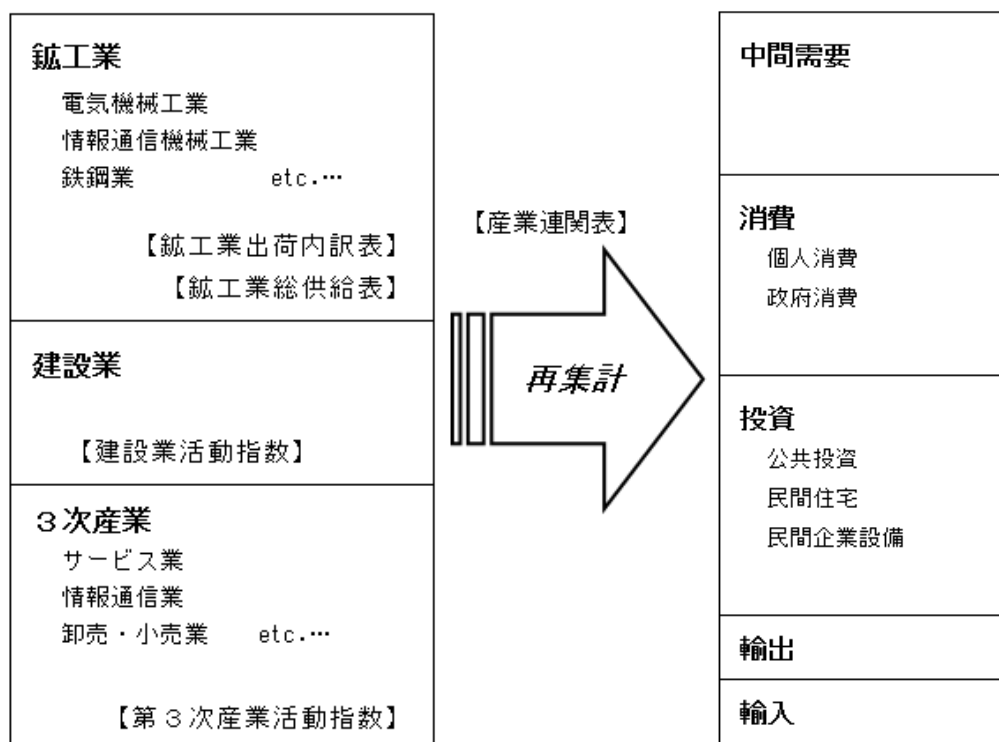 鉱工業
電気機械工業
情報通信機械工業
鉄鋼業 etc.…
【鉱工業出荷内訳表】
【鉱工業総供給表】
建設業
【建設業活動指数】
３次産業
サービス業
情報通信業
卸売・小売業 etc.…
【第３次産業活動指数】
【産業連関表】
再集計
中間需要
消費
個人消費
政府消費
投資
公共投資
民間住宅
民間企業設備
輸出
輸入